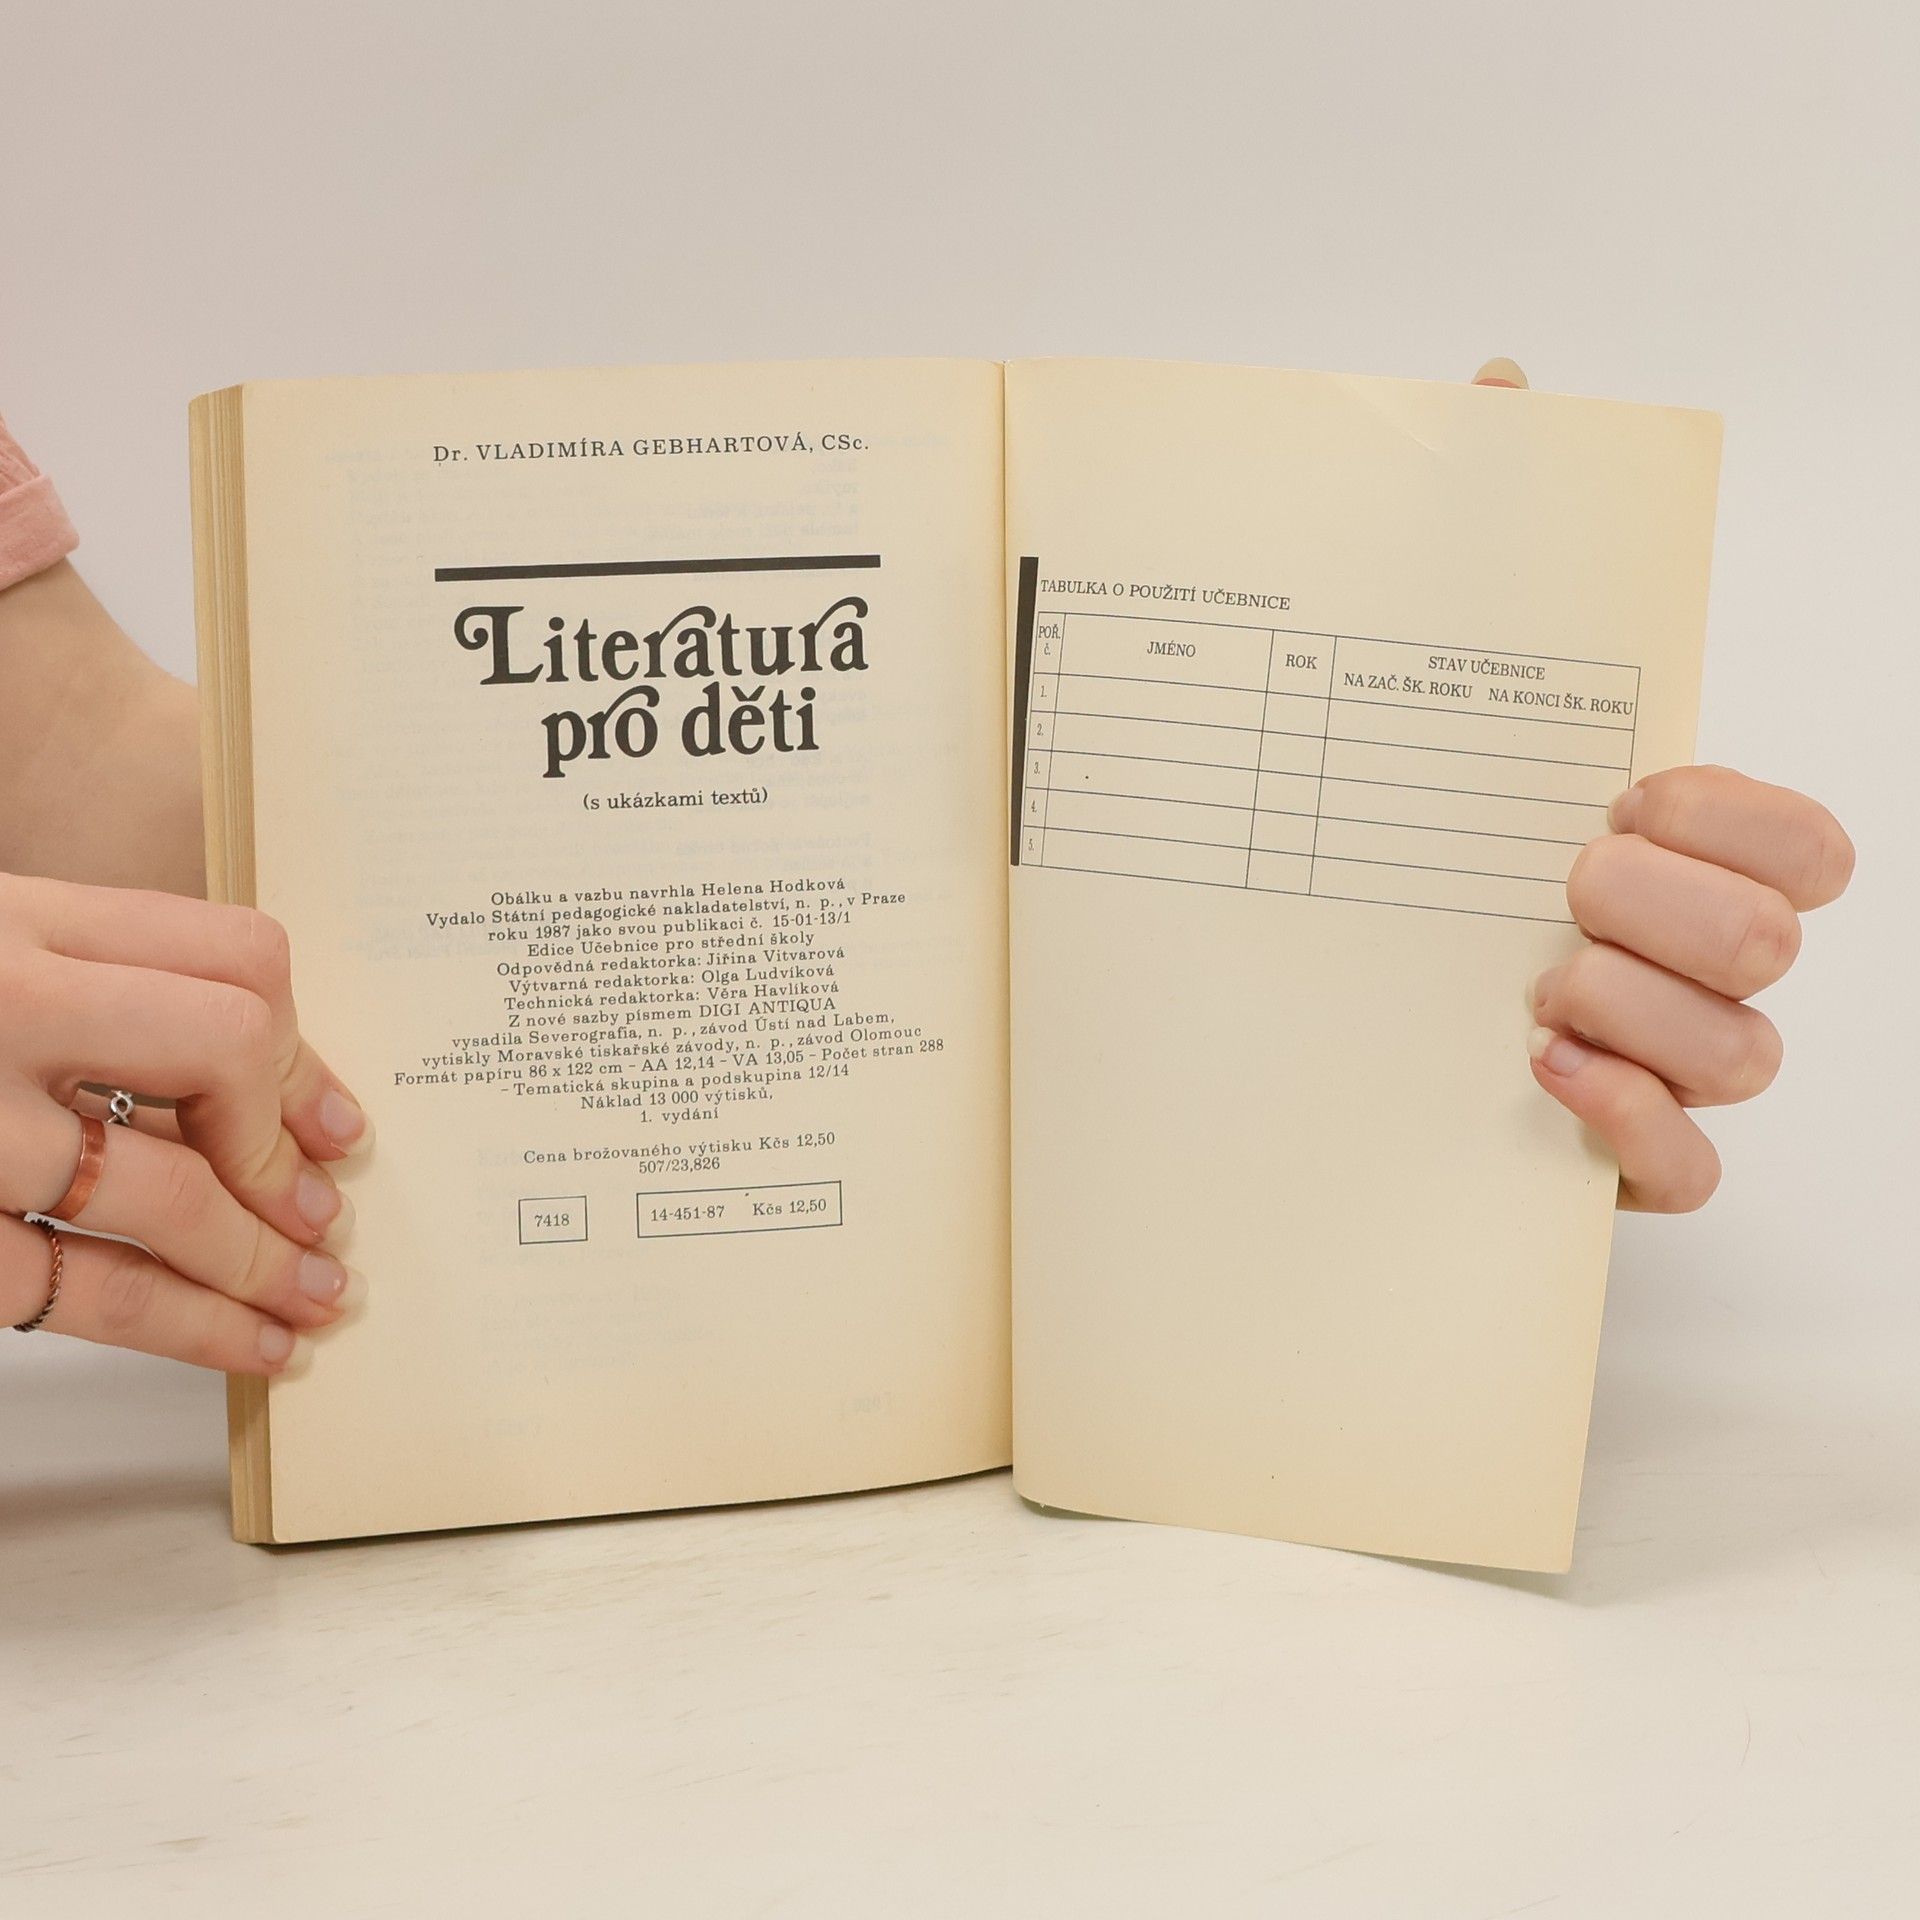 Dr. VLADIMÍRA GEBHARTOVÁ, CSc.
Literatura
pro děti
(s ukázkami textů)
Obálku a vazbu navrhla Helena Hodková
Vydalo Státní pedagogické nakladatelství, n. p., v Praze
roku 1987 jako svou publikaci č. 15-01-13/1
Edice Učebnice pro střední školy
Odpovědná redaktorka: Jiřina Vitvarová
Výtvarná redaktorka: Olga Ludvíková
Technická redaktorka: Věra Havlíková
Z nové sazby písmem DIGI ANTIQUA
vysadila Severografia, n. p., závod Ústí nad Labem,
vytiskly Moravské tiskařské závody, n. p., závod Olomouc
Formát papíru 86 x 122 cm – AA 12,14 – VA 13,05 – Počet stran 288
– Tematická skupina a podskupina 12/14
Náklad 13 000 výtisků,
1. vydání
Cena brožovaného výtisku Kčs 12,50
507/23,826
7418
14-451-87 Kčs 12,50
TABULKA O POUŽITÍ UČEBNICE
POŘ. č. JMÉNO ROK STAV UČEBNICE
NA ZAČ. ŠK. ROKU NA KONCI ŠK. ROKU
1.
2.
3.
4.
5.